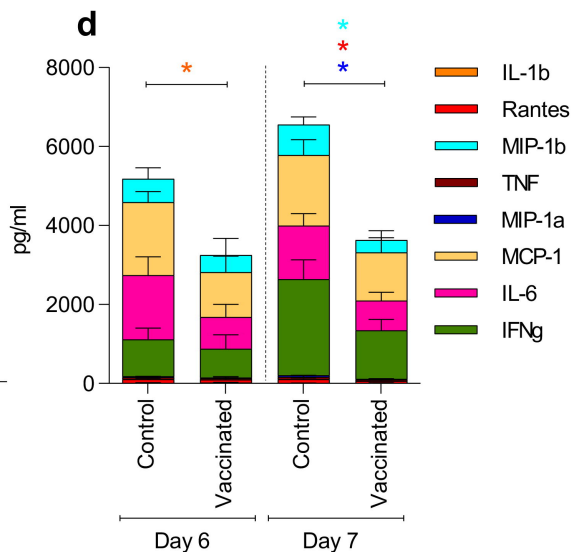 d
*
*
*
*
8000
6000
4000
2000
0
pg/ml
Control
Vaccinated
Control
Vaccinated
Day 6
Day 7
IL-1b
Rantes
MIP-1b
TNF
MIP-1a
MCP-1
IL-6
IFNg